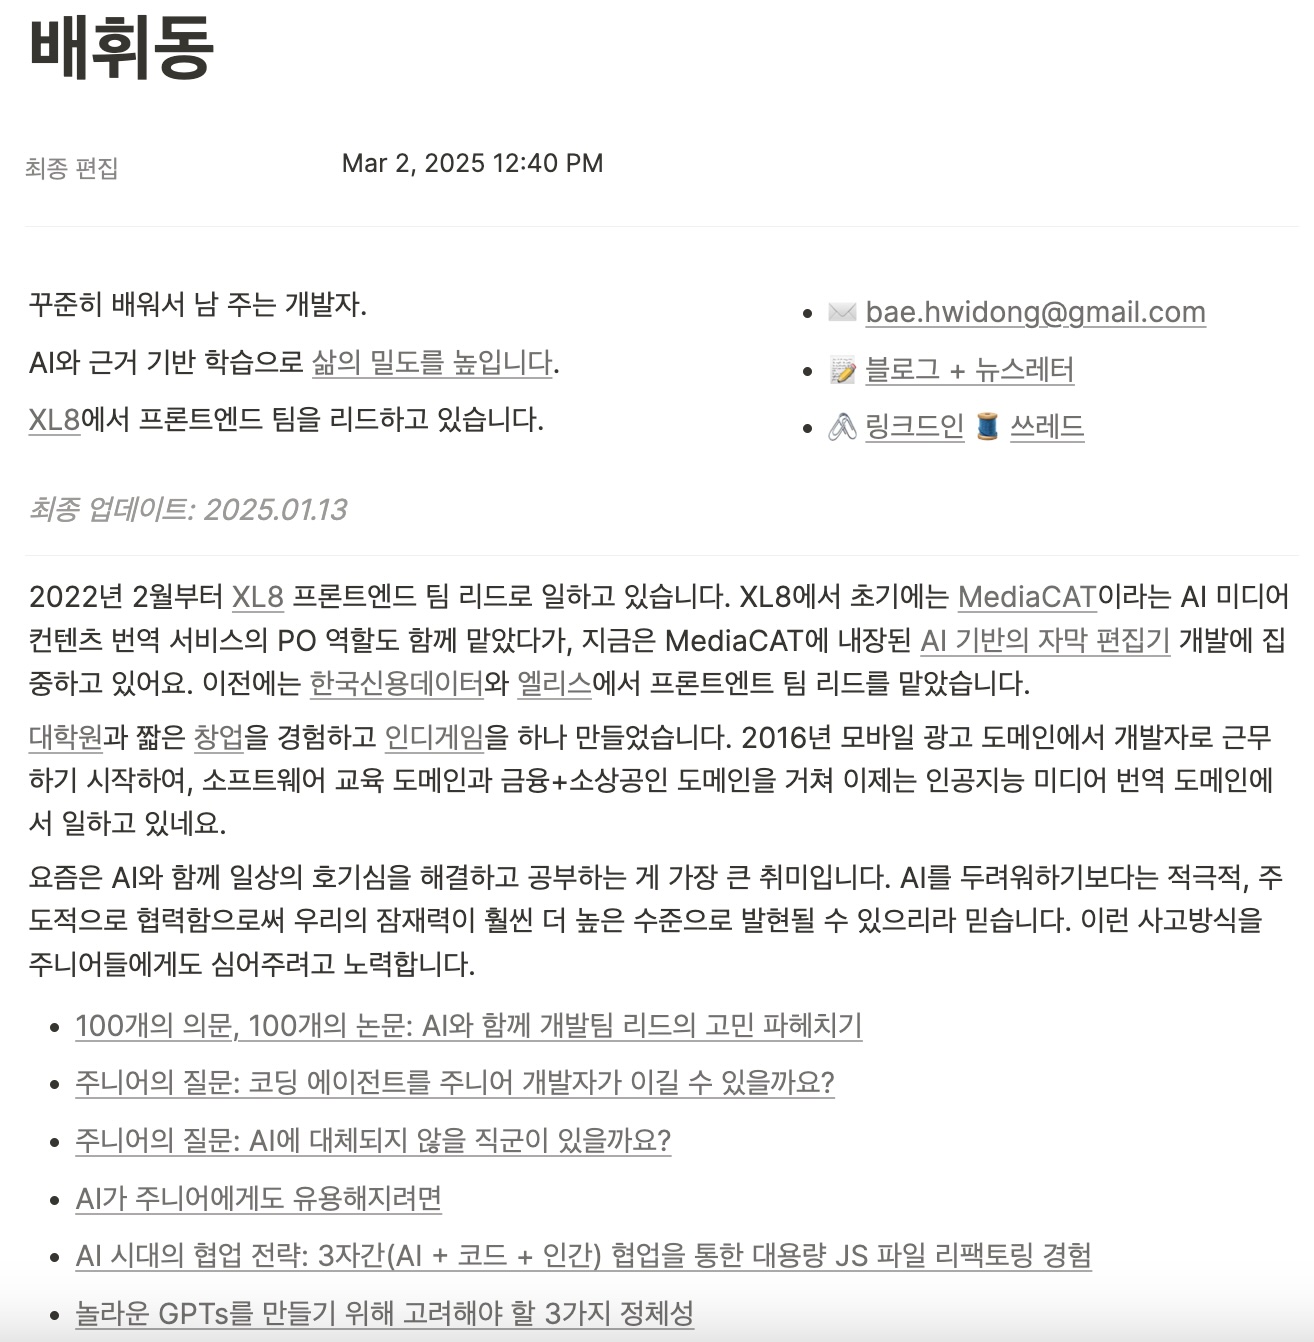 배휘동
최종 편집 Mar 2, 2025 12:40 PM
꾸준히 배워서 남 주는 개발자.
AI와 근거 기반 학습으로 삶의 밀도를 높입니다.
XL8에서 프론트엔드 팀을 리드하고 있습니다.
• ✉️ bae.hwidong@gmail.com
• 📝 블로그 + 뉴스레터
• 🖇️ 링크드인 🧵 쓰레드
최종 업데이트: 2025.01.13
2022년 2월부터 XL8 프론트엔드 팀 리드로 일하고 있습니다. XL8에서 초기에는 MediaCAT이라는 AI 미디어
컨텐츠 번역 서비스의 PO 역할도 함께 맡았다가, 지금은 MediaCAT에 내장된 AI 기반의 자막 편집기 개발에 집
중하고 있어요. 이전에는 한국신용데이터와 엘리스에서 프론트엔트 팀 리드를 맡았습니다.
대학원과 짧은 창업을 경험하고 인디게임을 하나 만들었습니다. 2016년 모바일 광고 도메인에서 개발자로 근무
하기 시작하여, 소프트웨어 교육 도메인과 금융+소상공인 도메인을 거쳐 이제는 인공지능 미디어 번역 도메인에
서 일하고 있네요.
요즘은 AI와 함께 일상의 호기심을 해결하고 공부하는 게 가장 큰 취미입니다. AI를 두려워하기보다는 적극적, 주
도적으로 협력함으로써 우리의 잠재력이 훨씬 더 높은 수준으로 발현될 수 있으리라 믿습니다. 이런 사고방식을
주니어들에게도 심어주려고 노력합니다.
• 100개의 의문, 100개의 논문: AI와 함께 개발팀 리드의 고민 파헤치기
• 주니어의 질문: 코딩 에이전트를 주니어 개발자가 이길 수 있을까요?
• 주니어의 질문: AI에 대체되지 않을 직군이 있을까요?
• AI가 주니어에게도 유용해지려면
• AI 시대의 협업 전략: 3자간(AI + 코드 + 인간) 협업을 통한 대용량 JS 파일 리팩토링 경험
• 놀라운 GPTs를 만들기 위해 고려해야 할 3가지 정체성